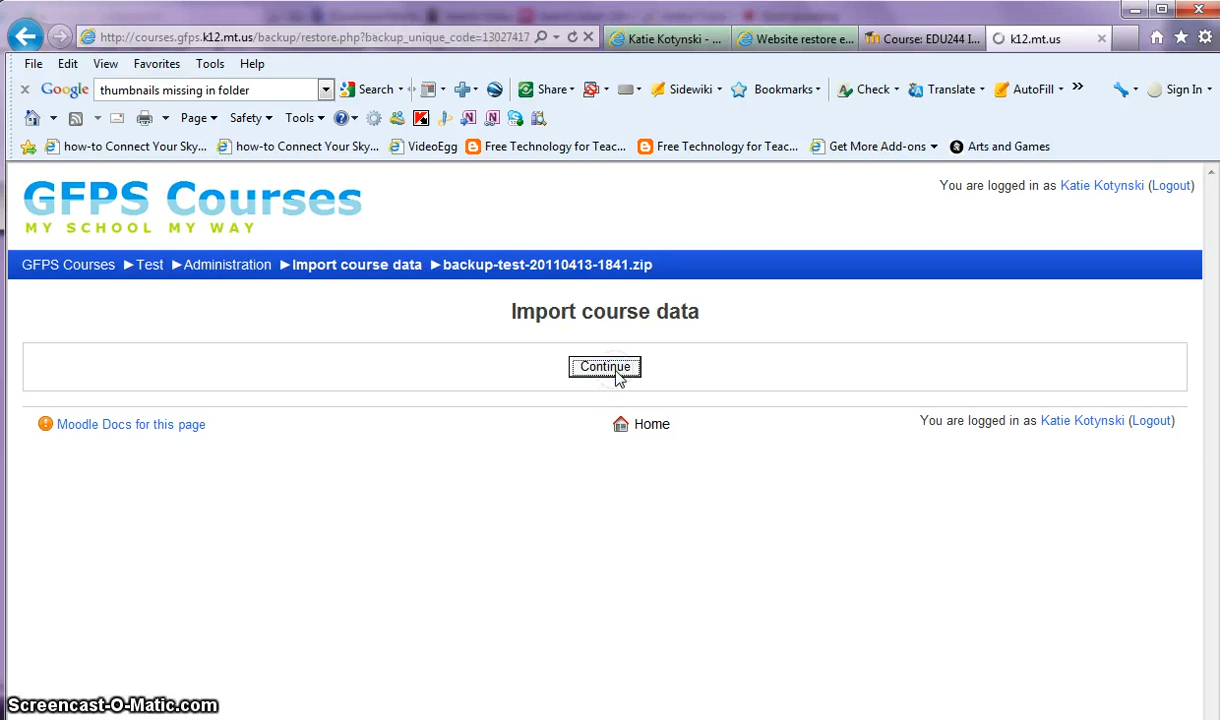 http://courses.gfps.k12.mt.us/backup/restore.php?backup_unique_code=13027417
Katie Kotynski - ...
Website restore e...
Course: EDU244 I...
k12.mt.us
File Edit View Favorites Tools Help
Google thumbnails missing in folder Search Share Sidewiki Bookmarks Check Translate AutoFill » Sign In
Page Safety Tools
how-to Connect Your Sky... how-to Connect Your Sky... VideoEgg Free Technology for Teac... Free Technology for Teac... Get More Add-ons Arts and Games
GFPS Courses
MY SCHOOL MY WAY
You are logged in as Katie Kotynski (Logout)
GFPS Courses ►Test ►Administration ►Import course data ►backup-test-20110413-1841.zip
Import course data
Continue
Moodle Docs for this page
Home
You are logged in as Katie Kotynski (Logout)
Screencast-O-Matic.com